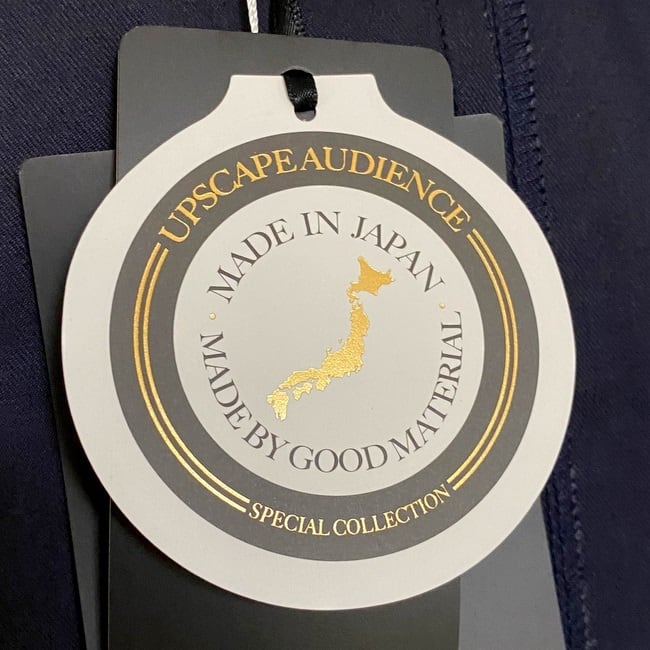 UPSCAPE AUDIENCE
MADE IN JAPAN
MADE BY GOOD MATERIAL
SPECIAL COLLECTION